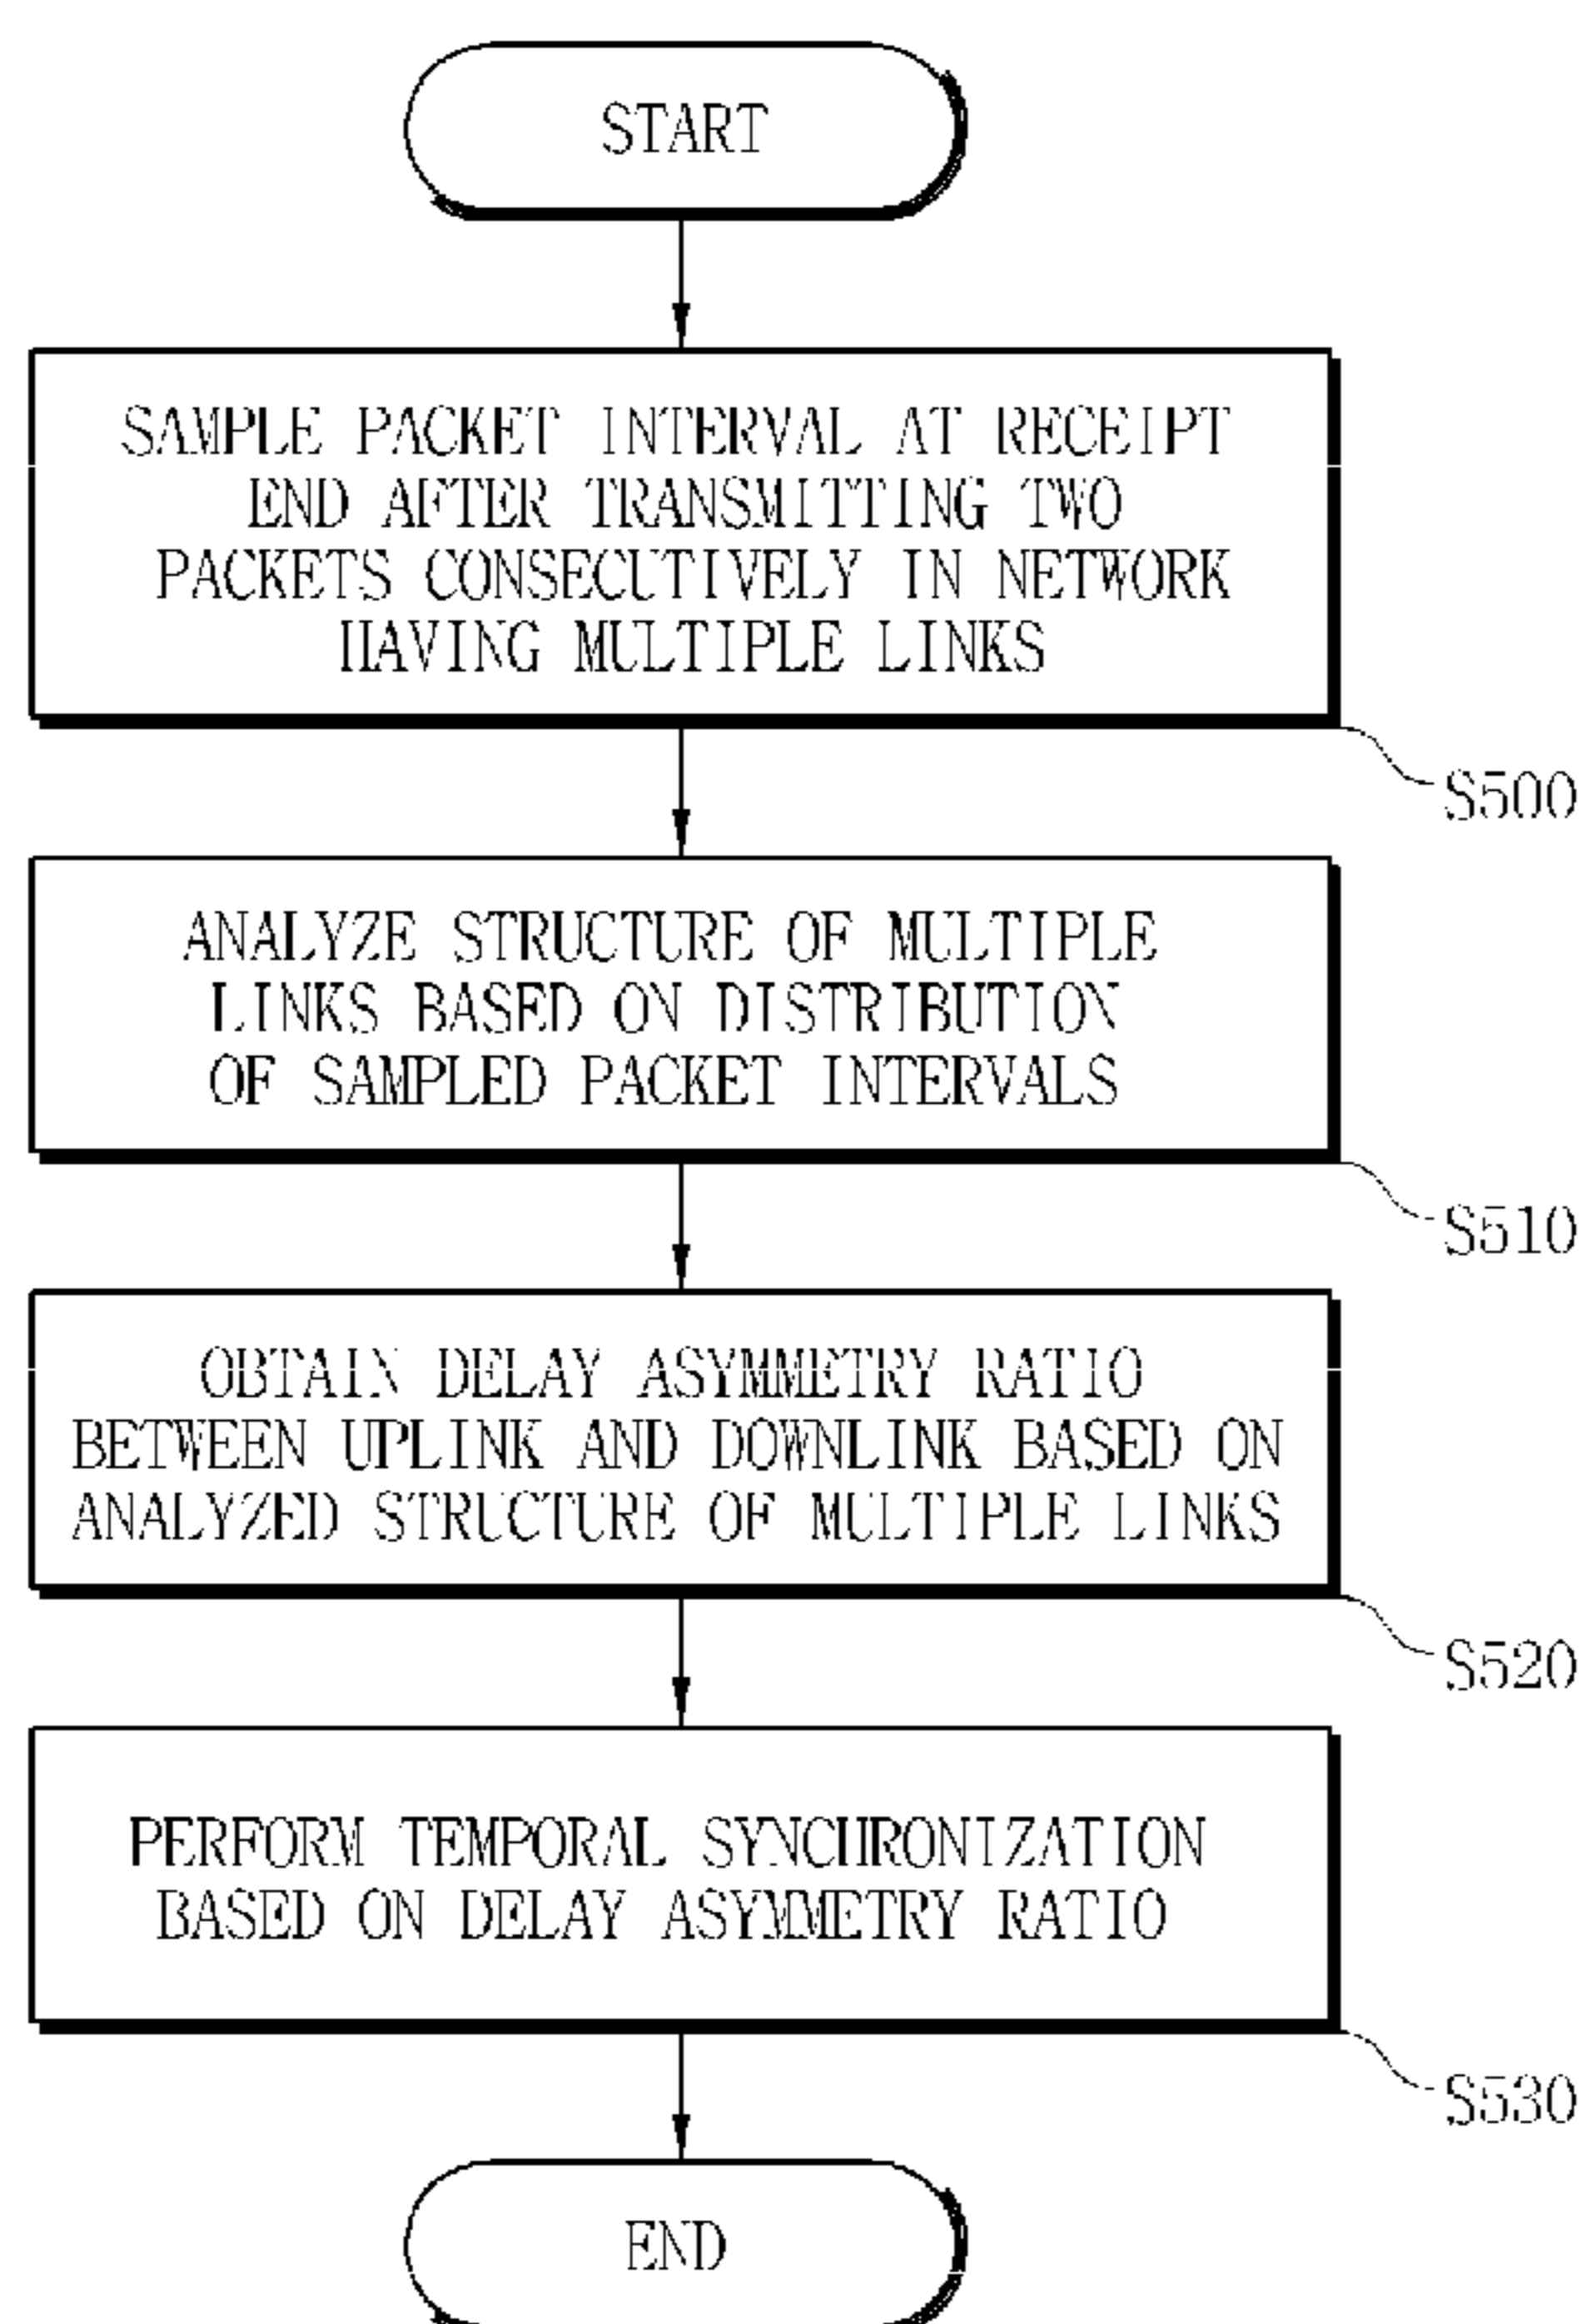 START
SAMPLE PACKET INTERVAL AT RECEIPT
END AFTER TRANSMITTING TWO
PACKETS CONSECUTIVELY IN NETWORK
HAVING MULTIPLE LINKS
S500
ANALYZE STRUCTURE OF MULTIPLE
LINKS BASED ON DISTRIBUTION
OF SAMPLED PACKET INTERVALS
S510
OBTAIN DELAY ASYMMETRY RATIO
BETWEEN UPLINK AND DOWNLINK BASED ON
ANALYZED STRUCTURE OF MULTIPLE LINKS
S520
PERFORM TEMPORAL SYNCHRONIZATION
BASED ON DELAY ASYMMETRY RATIO
S530
END